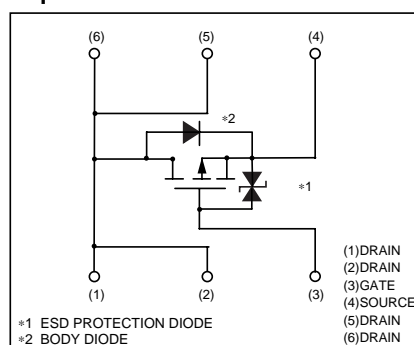 (6) (5) (4)
∗2
∗1
(1) (2) (3)
∗1 ESD PROTECTION DIODE
∗2 BODY DIODE
(1)DRAIN
(2)DRAIN
(3)GATE
(4)SOURCE
(5)DRAIN
(6)DRAIN